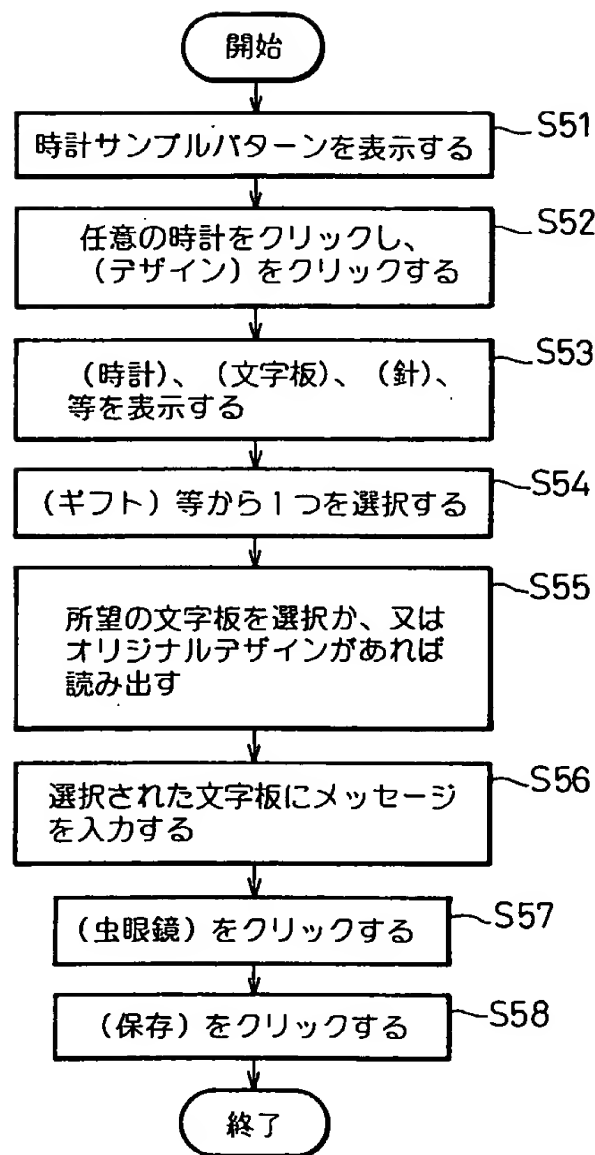 開始
時計サンプルパターンを表示する
S51
任意の時計をクリックし、
（デザイン）をクリックする
S52
（時計）、（文字板）、（針）、
等を表示する
S53
（ギフト）等から1つを選択する
S54
所望の文字板を選択か、又は
オリジナルデザインがあれば
読み出す
S55
選択された文字板にメッセージ
を入力する
S56
（虫眼鏡）をクリックする
S57
（保存）をクリックする
S58
終了